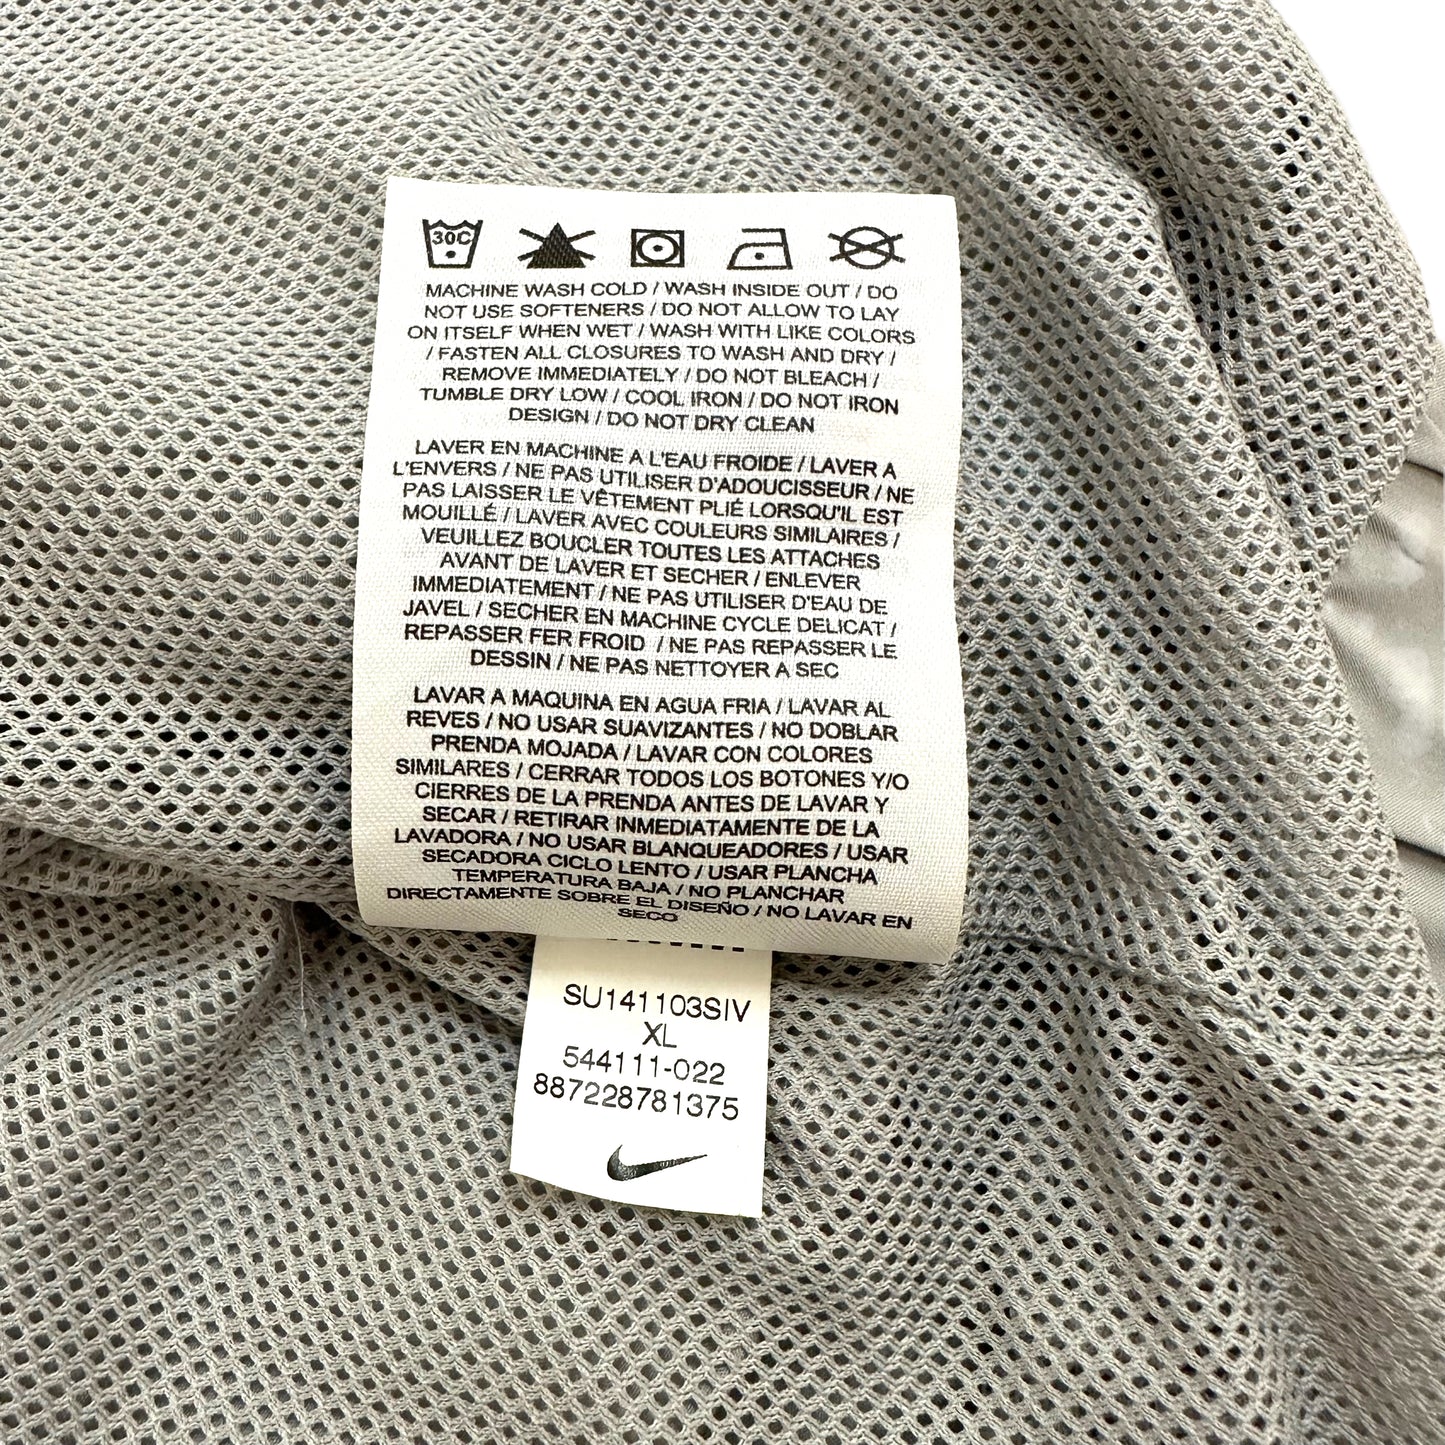 30C
MACHINE WASH COLD / WASH INSIDE OUT / DO
NOT USE SOFTENERS / DO NOT ALLOW TO LAY
ON ITSELF WHEN WET / WASH WITH LIKE COLORS
/ FASTEN ALL CLOSURES TO WASH AND DRY /
REMOVE IMMEDIATELY / DO NOT BLEACH /
TUMBLE DRY LOW / COOL IRON / DO NOT IRON
DESIGN / DO NOT DRY CLEAN
LAVER EN MACHINE A L'EAU FROIDE / LAVER A
L'ENVERS / NE PAS UTILISER D'ADOUCISSEUR / NE
PAS LAISSER LE VÊTEMENT PLIÉ LORSQU'IL EST
MOUILLÉ / LAVER AVEC COULEURS SIMILAIRES /
VEUILLEZ BOUCLER TOUTES LES ATTACHES
AVANT DE LAVER ET SECHER / ENLEVER
IMMEDIATEMENT / NE PAS UTILISER D'EAU DE
JAVEL / SECHER EN MACHINE CYCLE DELICAT /
REPASSER FER FROID / NE PAS REPASSER LE
DESSIN / NE PAS NETTOYER A SEC
LAVAR A MAQUINA EN AGUA FRIA / LAVAR AL
REVES / NO USAR SUAVIZANTES / NO DOBLAR
PRENDA MOJADA / LAVAR CON COLORES
SIMILARES / CERRAR TODOS LOS BOTONES Y/O
CIERRES DE LA PRENDA ANTES DE LAVAR Y
SECAR / RETIRAR INMEDIATAMENTE DE LA
LAVADORA / NO USAR BLANQUEADORES / USAR
SECADORA CICLO LENTO / USAR PLANCHA
TEMPERATURA BAJA / NO PLANCHAR
DIRECTAMENTE SOBRE EL DISEÑO / NO LAVAR EN
SECO
SU141103SIV
XL
544111-022
887228781375